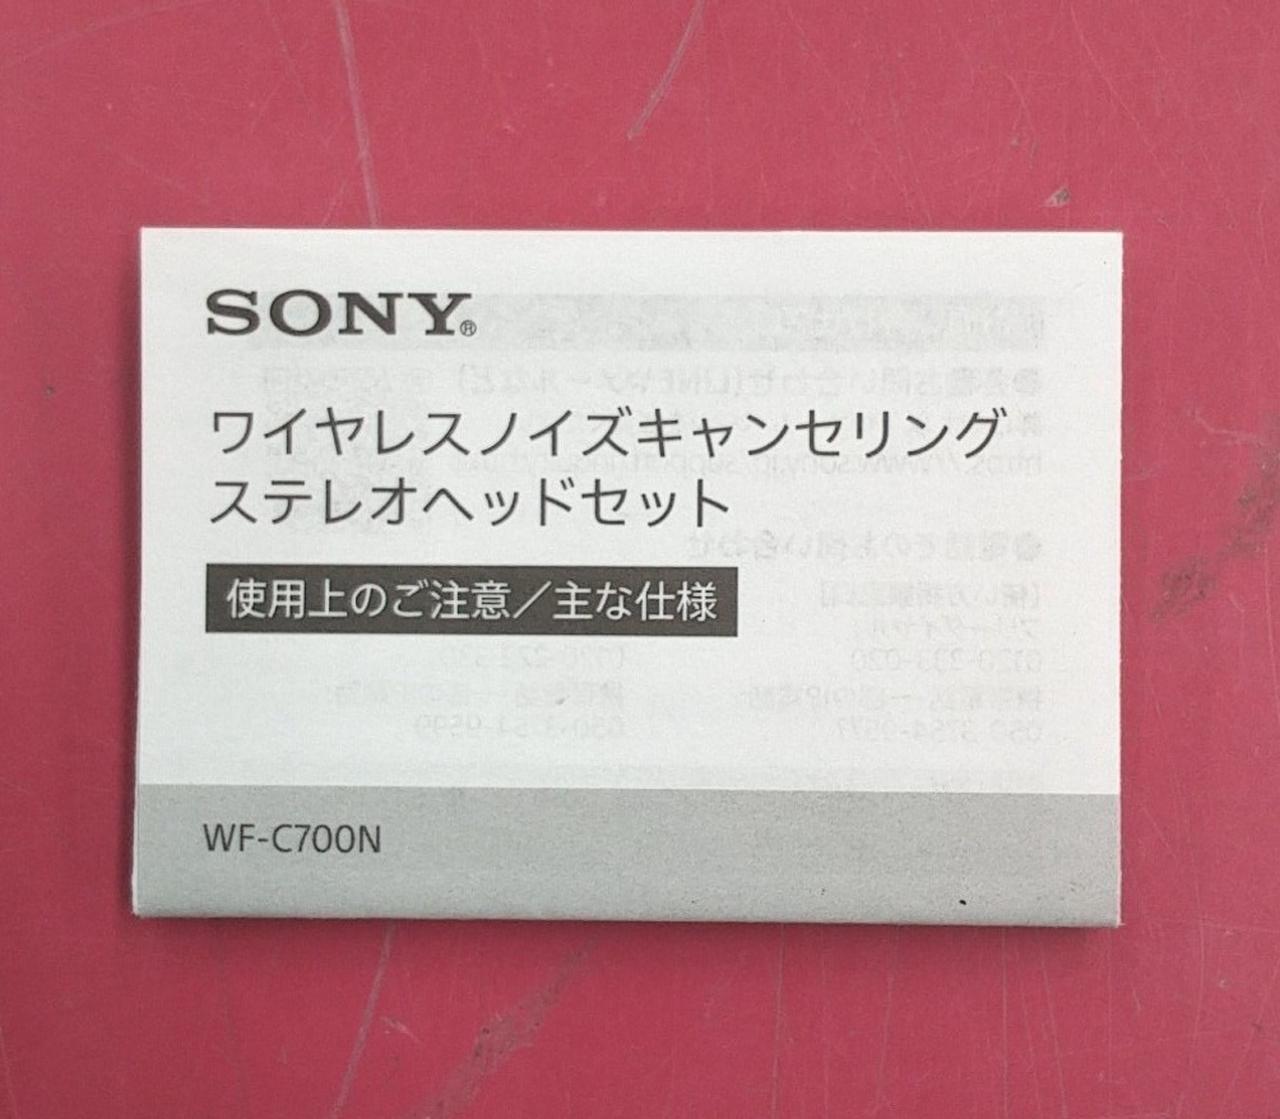 SONY®
ワイヤレスノイズキャンセリング
ステレオヘッドセット
使用上のご注意／主な仕様
WF-C700N